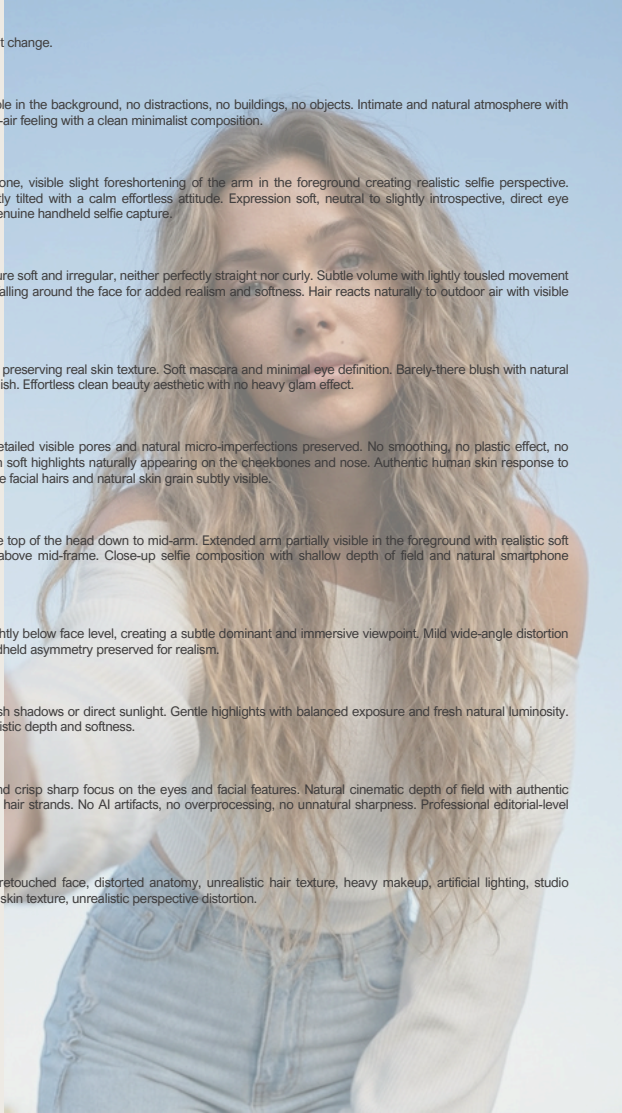 t change.
le in the background, no distractions, no buildings, no objects. Intimate and natural atmosphere with
-air feeling with a clean minimalist composition.
one, visible slight foreshortening of the arm in the foreground creating realistic selfie perspective.
tly tilted with a calm effortless attitude. Expression soft, neutral to slightly introspective, direct eye
enuine handheld selfie capture.
ure soft and irregular, neither perfectly straight nor curly. Subtle volume with lightly tousled movement
alling around the face for added realism and softness. Hair reacts naturally to outdoor air with visible
preserving real skin texture. Soft mascara and minimal eye definition. Barely-there blush with natural
ish. Effortless clean beauty aesthetic with no heavy glam effect.
etailed visible pores and natural micro-imperfections preserved. No smoothing, no plastic effect, no
n soft highlights naturally appearing on the cheekbones and nose. Authentic human skin response to
e facial hairs and natural skin grain subtly visible.
e top of the head down to mid-arm. Extended arm partially visible in the foreground with realistic soft
above mid-frame. Close-up selfie composition with shallow depth of field and natural smartphone
htly below face level, creating a subtle dominant and immersive viewpoint. Mild wide-angle distortion
dheld asymmetry preserved for realism.
sh shadows or direct sunlight. Gentle highlights with balanced exposure and fresh natural luminosity.
istic depth and softness.
nd crisp sharp focus on the eyes and facial features. Natural cinematic depth of field with authentic
hair strands. No AI artifacts, no overprocessing, no unnatural sharpness. Professional editorial-level
retouched face, distorted anatomy, unrealistic hair texture, heavy makeup, artificial lighting, studio
skin texture, unrealistic perspective distortion.